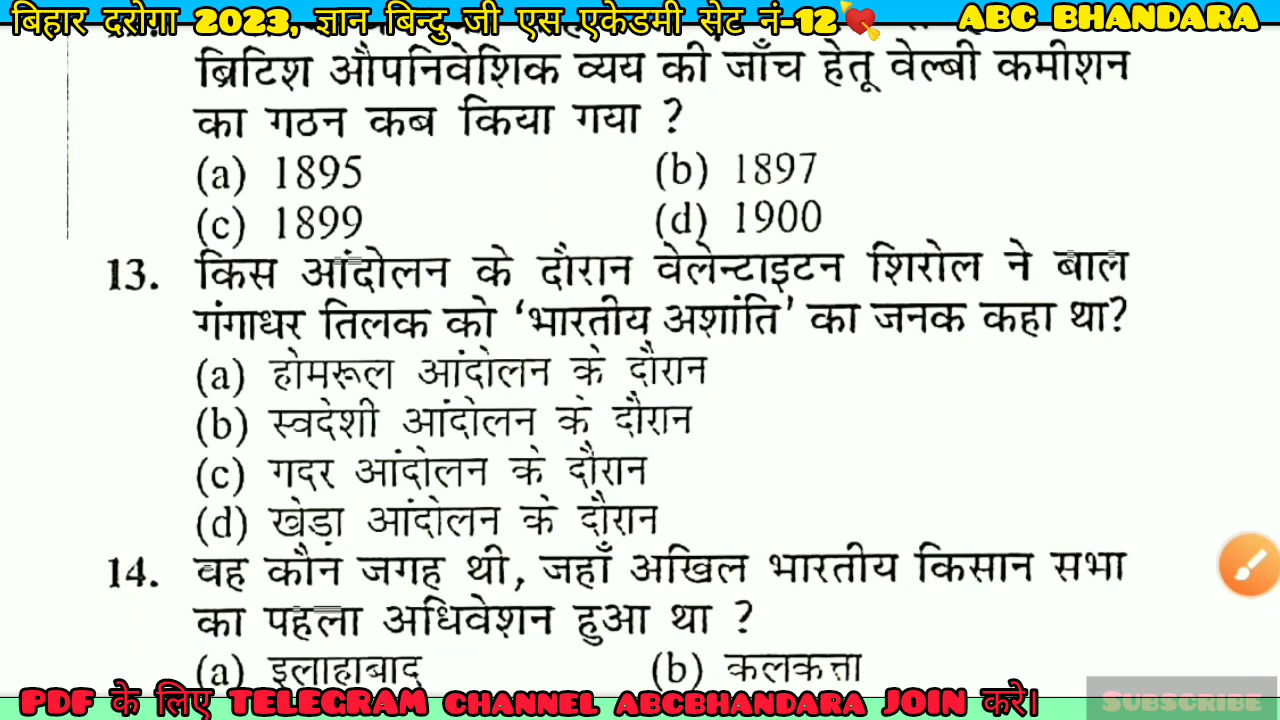 बिहार दरोग़ा 2023, ज्ञान बिन्दु जी एस एकेडमी सेट नं-12💘 ABC BHANDARA
ब्रिटिश औपनिवेशिक व्यय की जाँच हेतू वेल्बी कमीशन
का गठन कब किया गया ?
(a) 1895 (b) 1897
(c) 1899 (d) 1900
13. किस आंदोलन के दौरान वेलेन्टाइटन शिरोल ने बाल
गंगाधर तिलक को ‘भारतीय अशांति’ का जनक कहा था?
(a) होमरूल आंदोलन के दौरान
(b) स्वदेशी आंदोलन के दौरान
(c) गदर आंदोलन के दौरान
(d) खेड़ा आंदोलन के दौरान
14. वह कौन जगह थी, जहाँ अखिल भारतीय किसान सभा
का पहला अधिवेशन हुआ था ?
(a) इलाहाबाद (b) कलकत्ता
PDF के लिए TELEGRAM CHANNEL ABCBHANDARA JOIN करे।
SUBSCRIBE